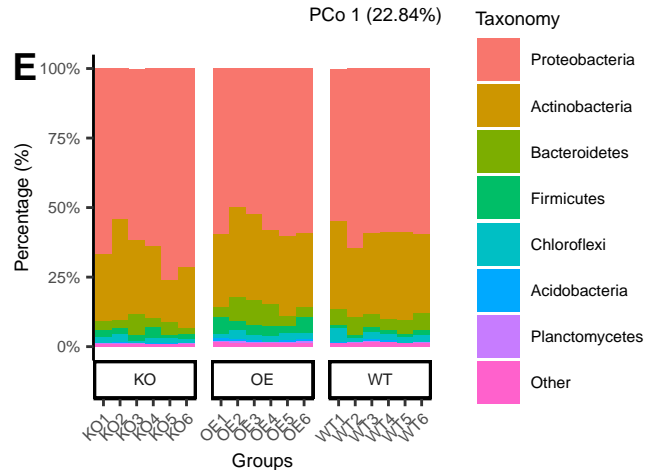 PCo 1 (22.84%)
E
Percentage (%)
100%
75%
50%
25%
0%
KO
OE
WT
KO1
KO2
KO3
KO4
KO5
KO6
OE1
OE2
OE3
OE4
OE5
OE6
WT1
WT2
WT3
WT4
WT5
WT6
Groups
Taxonomy
Proteobacteria
Actinobacteria
Bacteroidetes
Firmicutes
Chloroflexi
Acidobacteria
Planctomycetes
Other